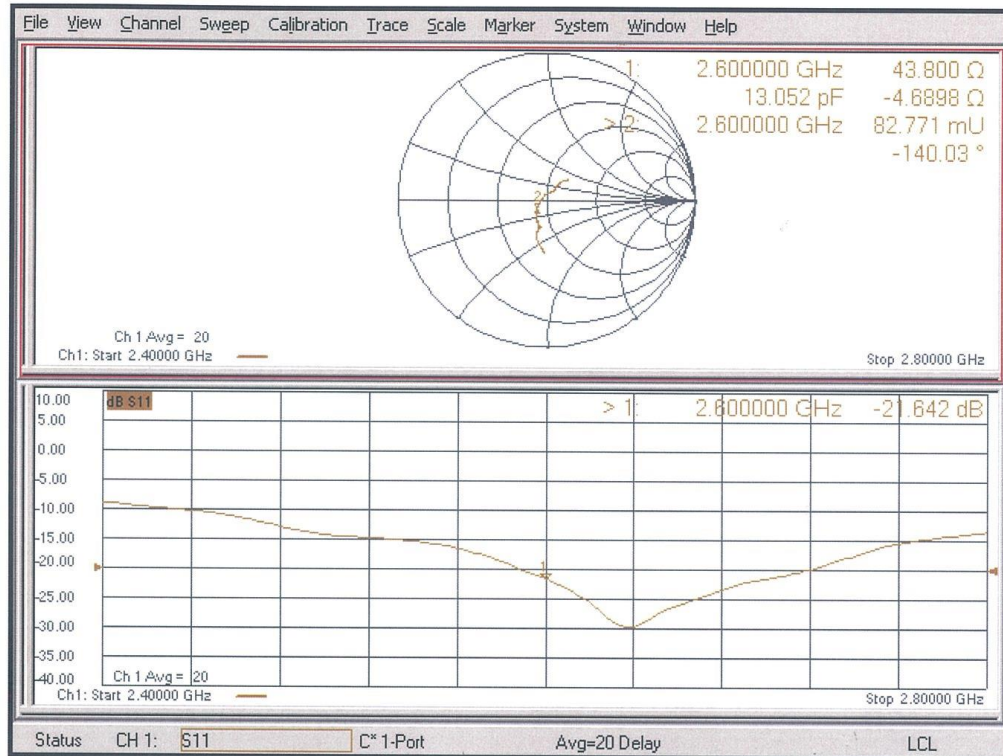 File View Channel Sweep Calibration Trace Scale Marker System Window Help
1: 2.600000 GHz 43.800 Ω
13.052 pF -4.6898 Ω
> 2: 2.600000 GHz 82.771 mU
-140.03 °
2
Ch 1 Avg = 20
Ch1: Start 2.40000 GHz Stop 2.80000 GHz
10.00 dB S11 > 1: 2.600000 GHz -21.642 dB
5.00
0.00
-5.00
-10.00
-15.00
-20.00 1
-25.00
-30.00
-35.00
-40.00 Ch 1 Avg = 20
Ch1: Start 2.40000 GHz Stop 2.80000 GHz
Status CH 1: S11 C* 1-Port Avg=20 Delay LCL